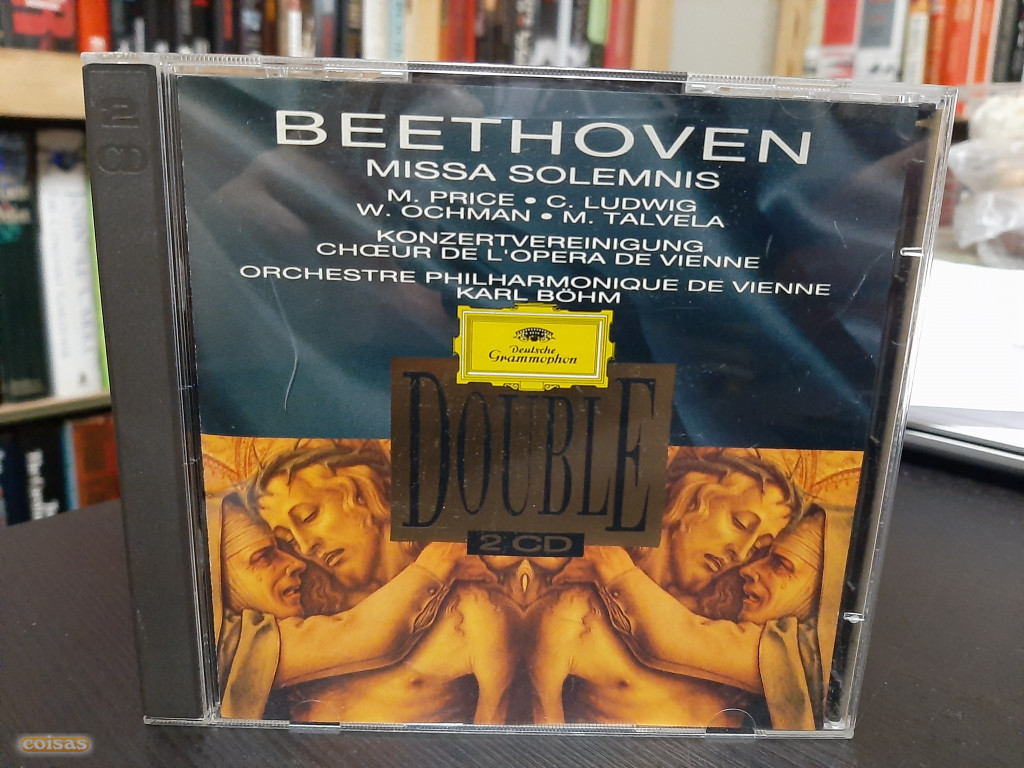 BEETHOVEN
MISSA SOLEMNIS
M. PRICE • C. LUDWIG
W. OCHMAN • M. TALVELA
KONZERTVEREINIGUNG
CHŒUR DE L'OPERA DE VIENNE
ORCHESTRE PHILHARMONIQUE DE VIENNE
KARL BÖHM
Deutsche
Grammophon
DOUBLE
2 CD
coisas